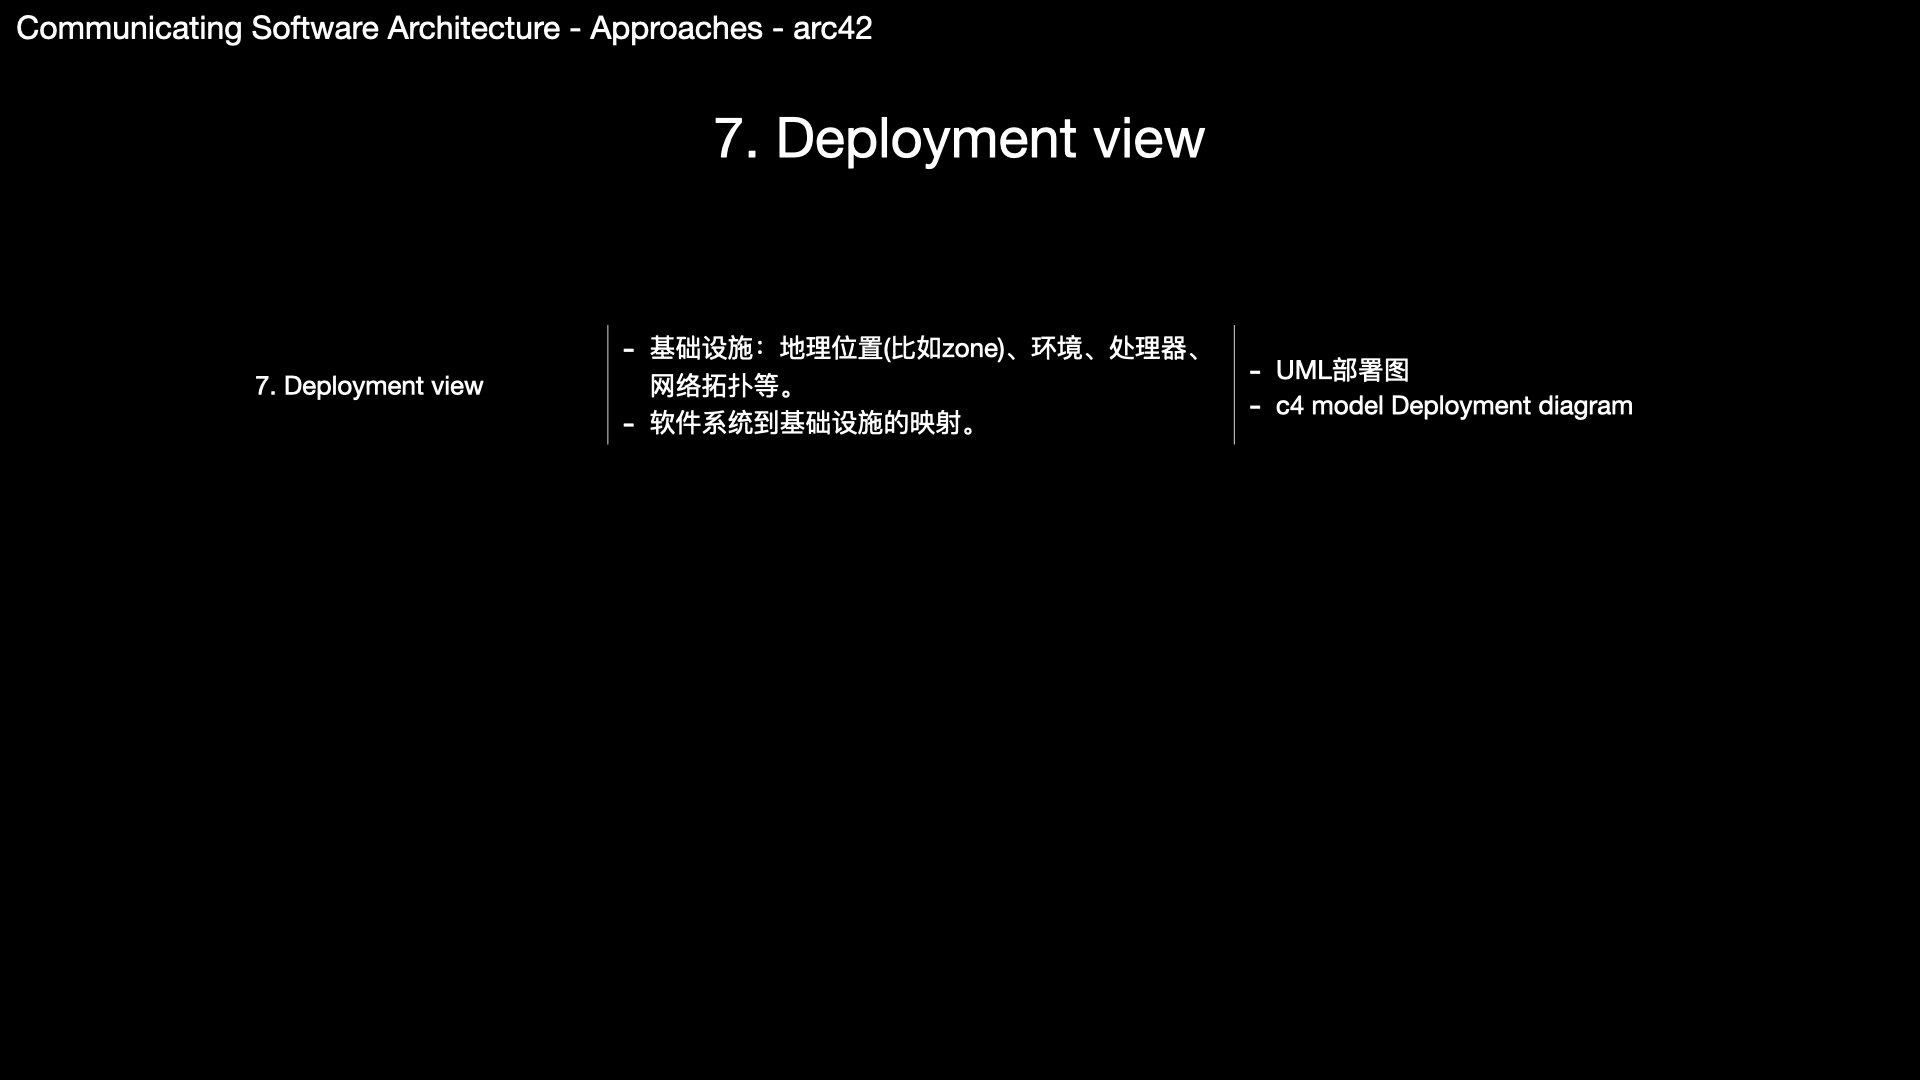 Communicating Software Architecture - Approaches - arc42
7. Deployment view
7. Deployment view
- 基础设施：地理位置(比如zone)、环境、处理器、
网络拓扑等。
- 软件系统到基础设施的映射。
- UML部署图
- c4 model Deployment diagram